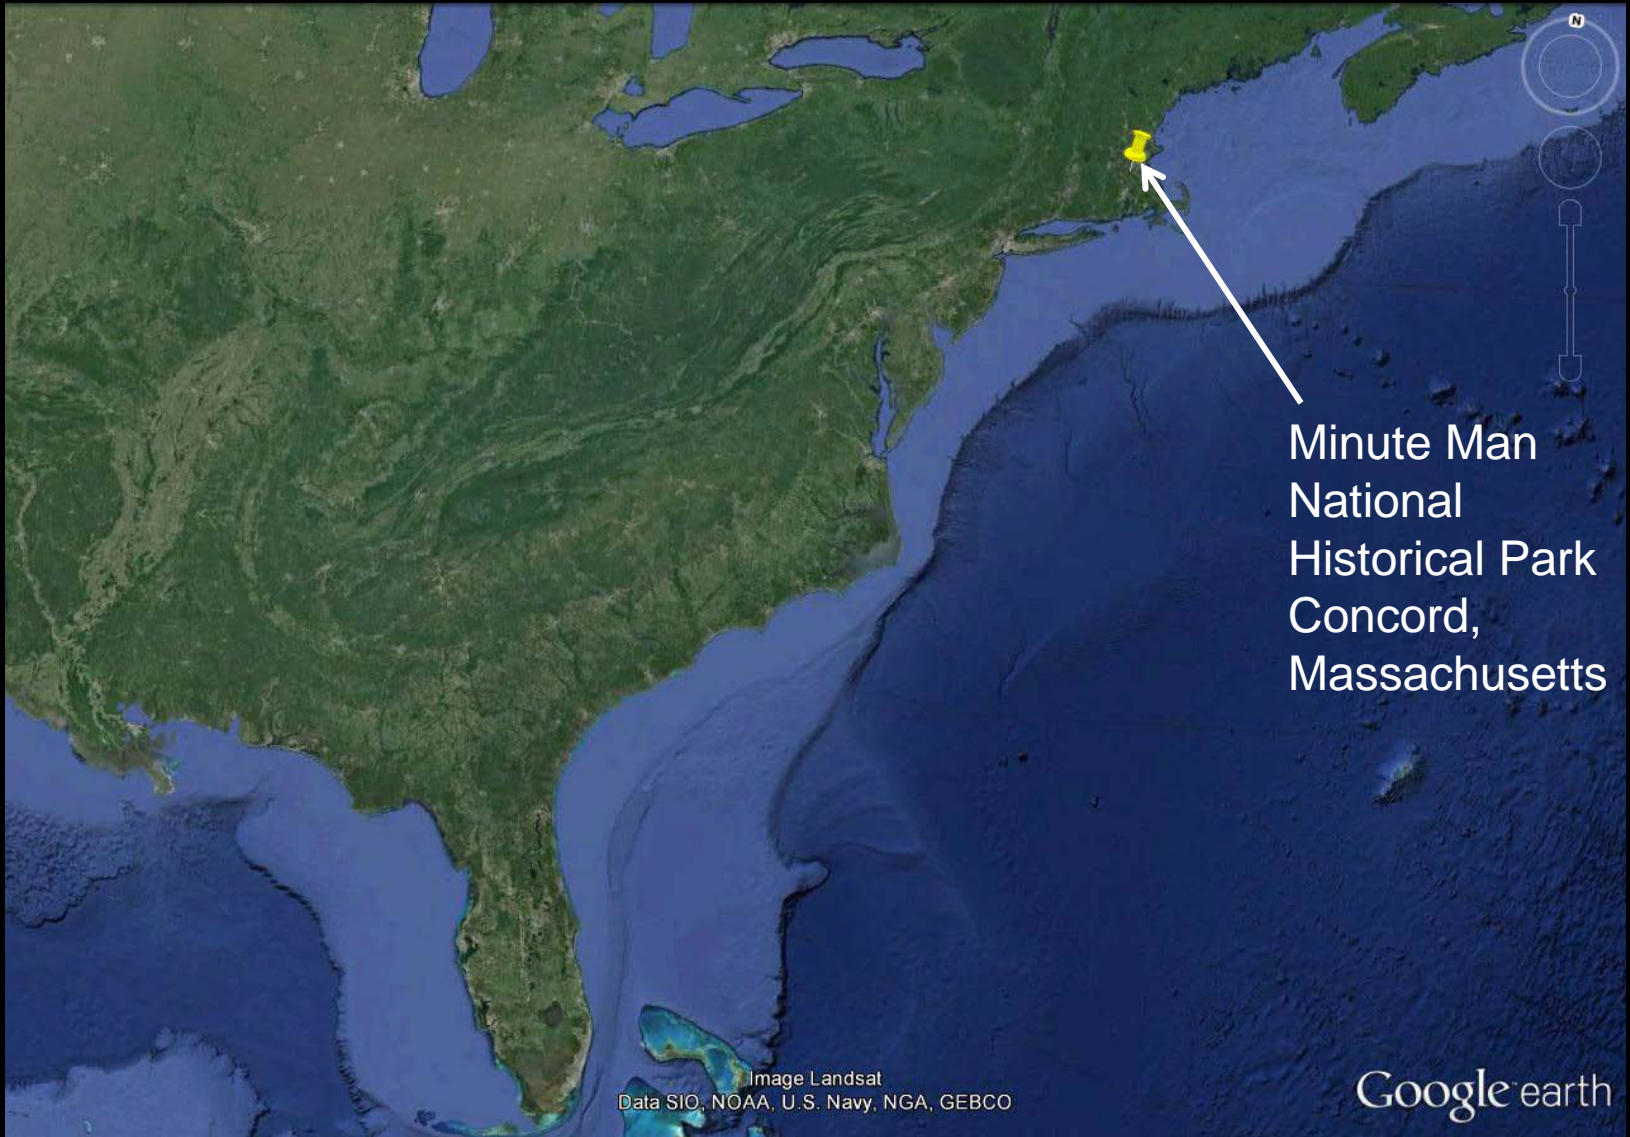 N
Minute Man
National
Historical Park
Concord,
Massachusetts
Image Landsat
Data SIO, NOAA, U.S. Navy, NGA, GEBCO
Google earth